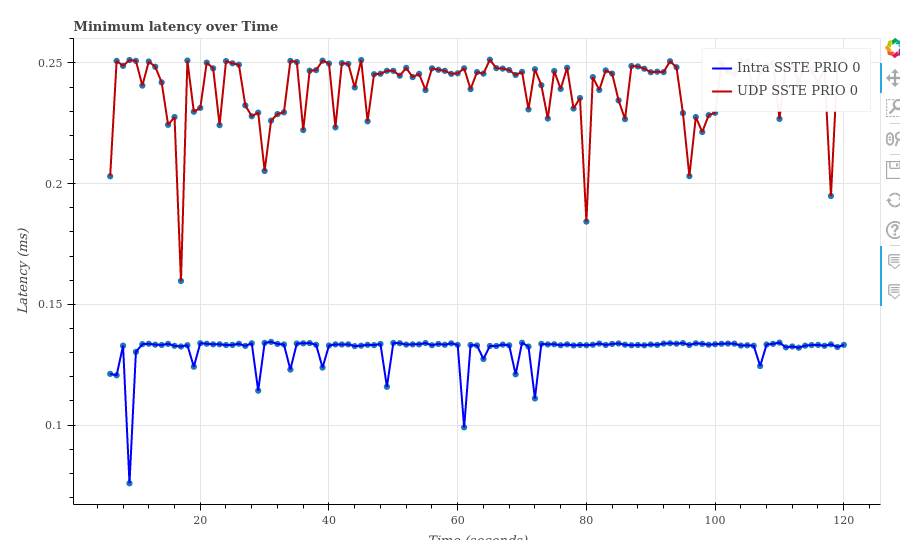 Minimum latency over Time
0.25
0.2
0.15
0.1
Latency (ms)
Intra SSTE PRIO 0
UDP SSTE PRIO 0
20
40
60
80
100
120
Time (seconds)